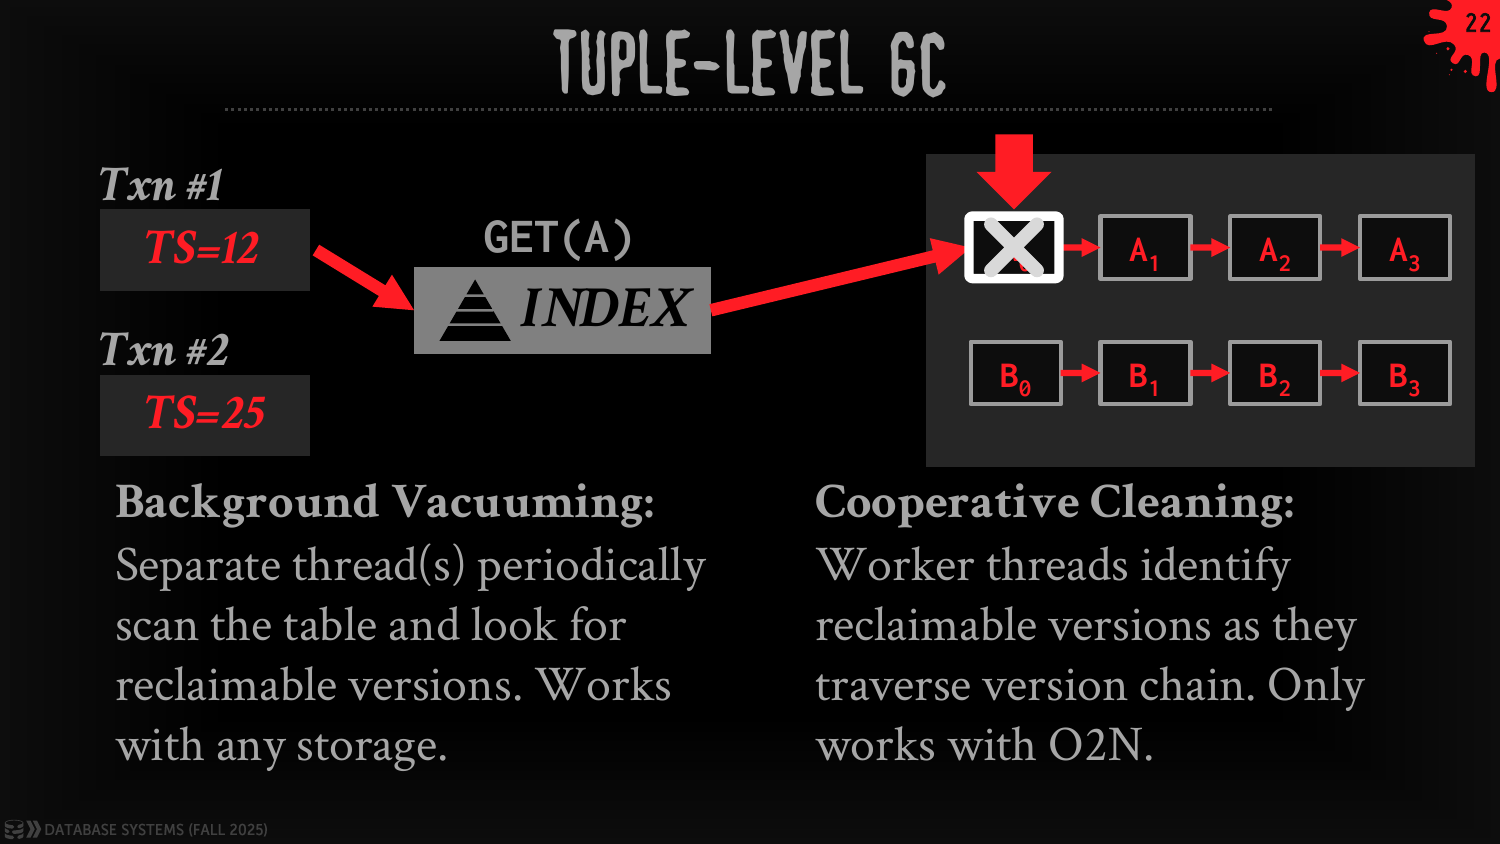 22
TUPLE-LEVEL GC
Txn #1
TS=12
GET(A)
INDEX
A1
A2
A3
Txn #2
TS=25
B0
B1
B2
B3
Background Vacuuming:
Separate thread(s) periodically
scan the table and look for
reclaimable versions. Works
with any storage.
Cooperative Cleaning:
Worker threads identify
reclaimable versions as they
traverse version chain. Only
works with O2N.
DATABASE SYSTEMS (FALL 2025)